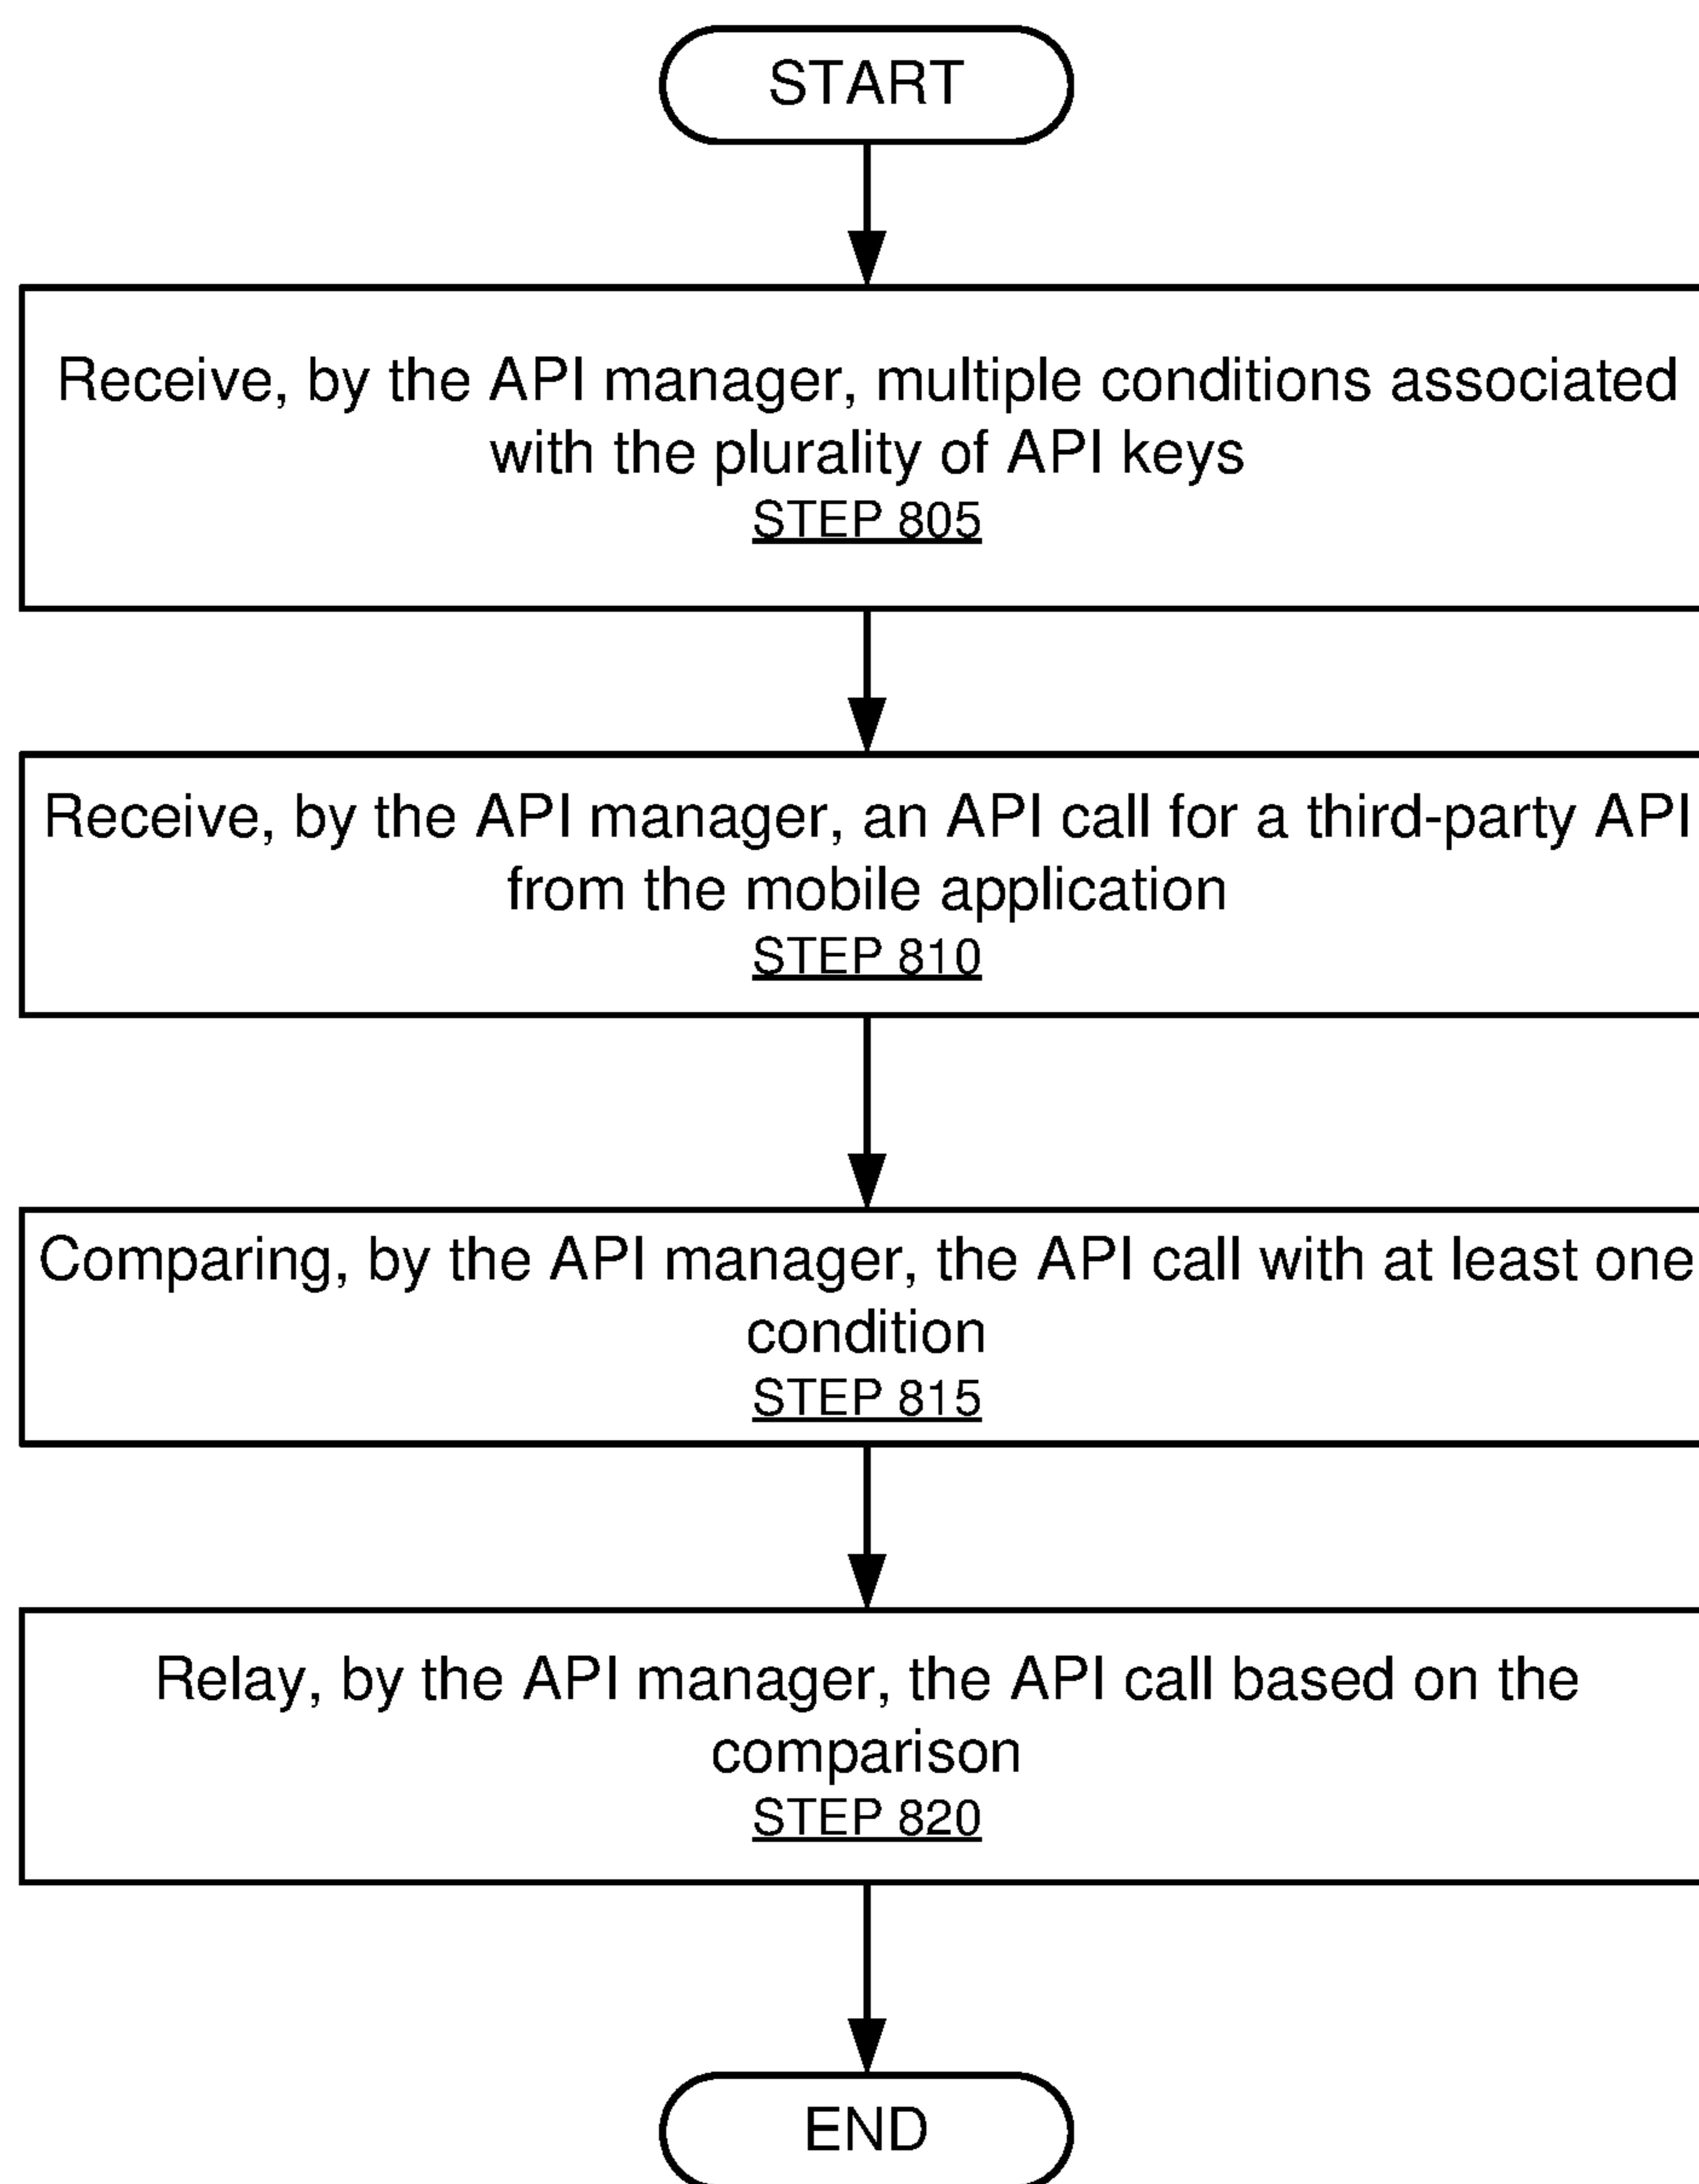 START
Receive, by the API manager, multiple conditions associated
with the plurality of API keys
STEP 805
Receive, by the API manager, an API call for a third-party API
from the mobile application
STEP 810
Comparing, by the API manager, the API call with at least one
condition
STEP 815
Relay, by the API manager, the API call based on the
comparison
STEP 820
END